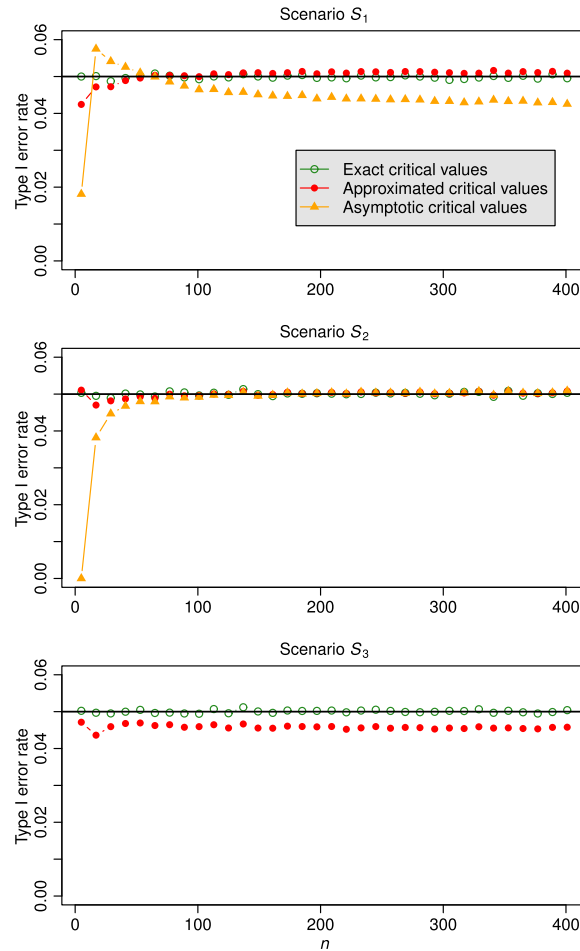 Scenario S1
Type I error rate
0.00 0.02 0.04 0.06
Exact critical values
Approximated critical values
Asymptotic critical values
0 100 200 300 400
Scenario S2
Type I error rate
0.00 0.02 0.04 0.06
0 100 200 300 400
Scenario S3
Type I error rate
0.00 0.02 0.04 0.06
0 100 200 300 400
n